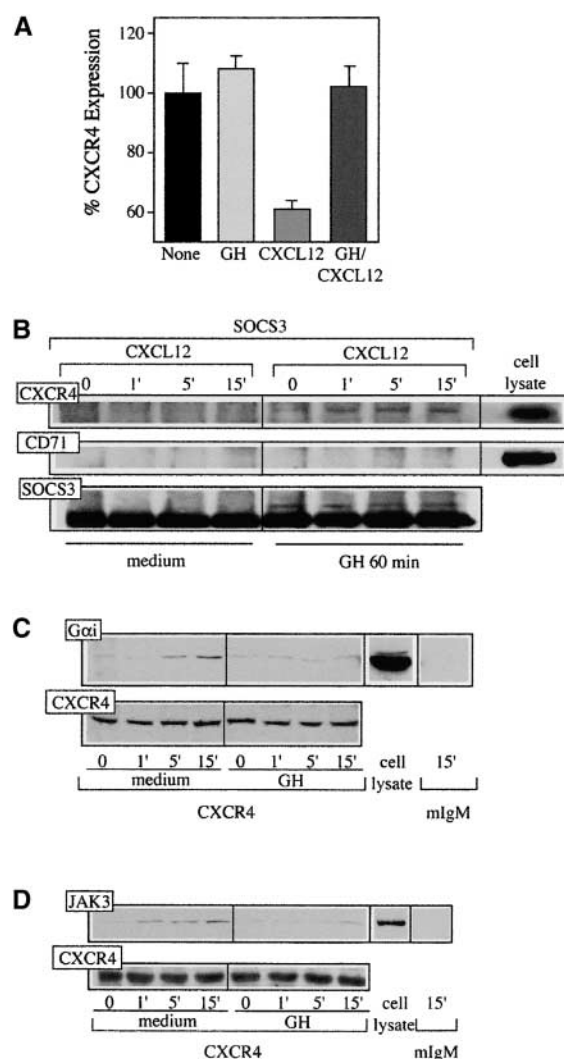 A
% CXCR4 Expression
120
100
80
60
None GH CXCL12 GH/
CXCL12
B
SOCS3
CXCL12 CXCL12
0 1' 5' 15' 0 1' 5' 15' cell
lysate
CXCR4
CD71
SOCS3
medium GH 60 min
C
Gαi
CXCR4
0 1' 5' 15' 0 1' 5' 15' cell 15'
medium GH lysate mIgM
CXCR4
D
JAK3
CXCR4
0 1' 5' 15' 0 1' 5' 15' cell 15'
medium GH lysate mIgM
CXCR4